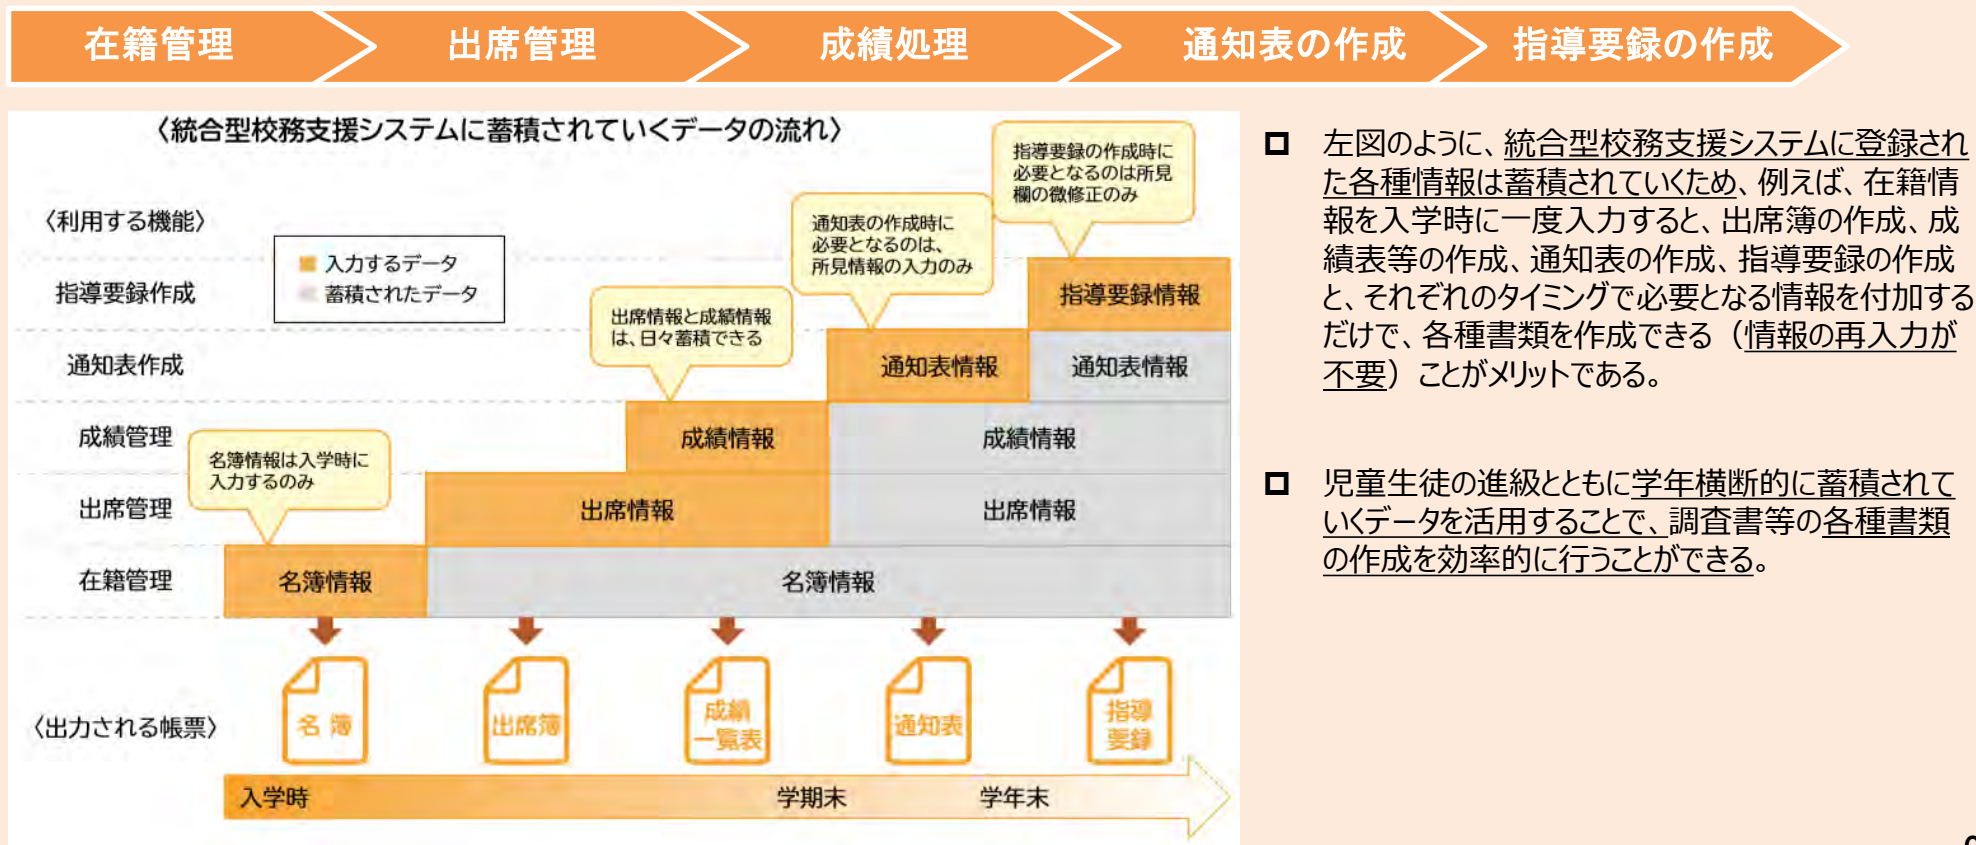 在籍管理
出席管理
成績処理
通知表の作成
指導要録の作成
〈統合型校務支援システムに蓄積されていくデータの流れ〉
〈利用する機能〉
入力するデータ
蓄積されたデータ
指導要録の作成時に
必要となるのは所見
欄の微修正のみ
通知表の作成時に
必要となるのは、
所見情報の入力のみ
出席情報と成績情報
は、日々蓄積できる
名簿情報は入学時に
入力するのみ
指導要録作成
指導要録情報
通知表作成
通知表情報
通知表情報
成績管理
成績情報
成績情報
出席管理
出席情報
出席情報
在籍管理
名簿情報
名簿情報
〈出力される帳票〉
名 簿
出席簿
成績
一覧表
通知表
指導
要録
入学時
学期末
学年末
左図のように、統合型校務支援システムに登録され
た各種情報は蓄積されていくため、例えば、在籍情
報を入学時に一度入力すると、出席簿の作成、成
績表等の作成、通知表の作成、指導要録の作成
と、それぞれのタイミングで必要となる情報を付加する
だけで、各種書類を作成できる（情報の再入力が
不要）ことがメリットである。
児童生徒の進級とともに学年横断的に蓄積されて
いくデータを活用することで、調査書等の各種書類
の作成を効率的に行うことができる。